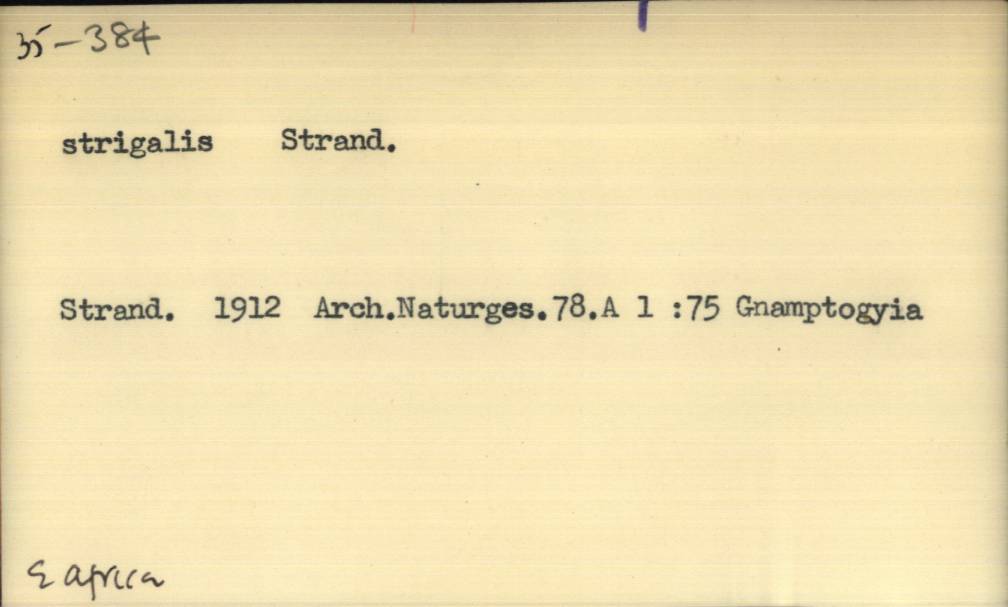 35-384
strigalis Strand.
Strand. 1912 Arch.Naturges.78.A 1 :75 Gnamptogyia
E africa